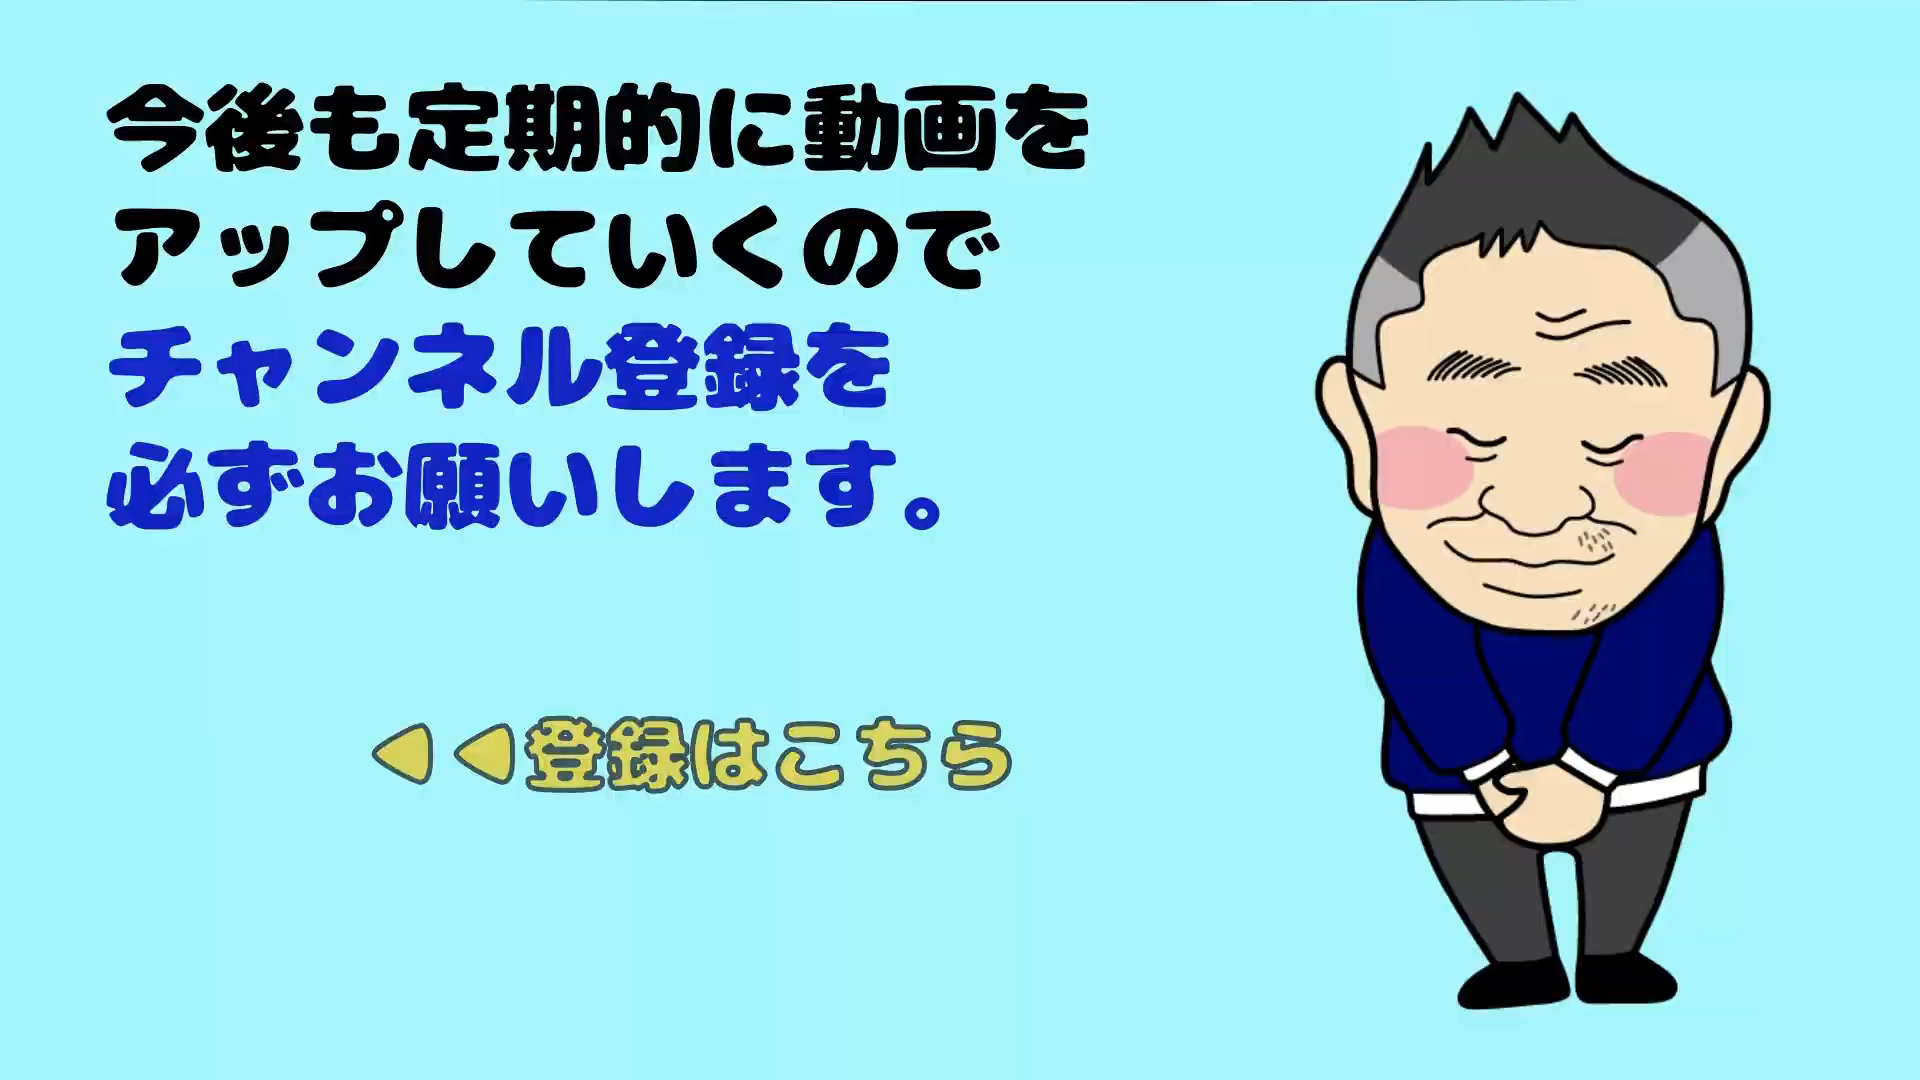 今後も定期的に動画を
アップしていくので
チャンネル登録を
必ずお願いします。
◀◀登録はこちら